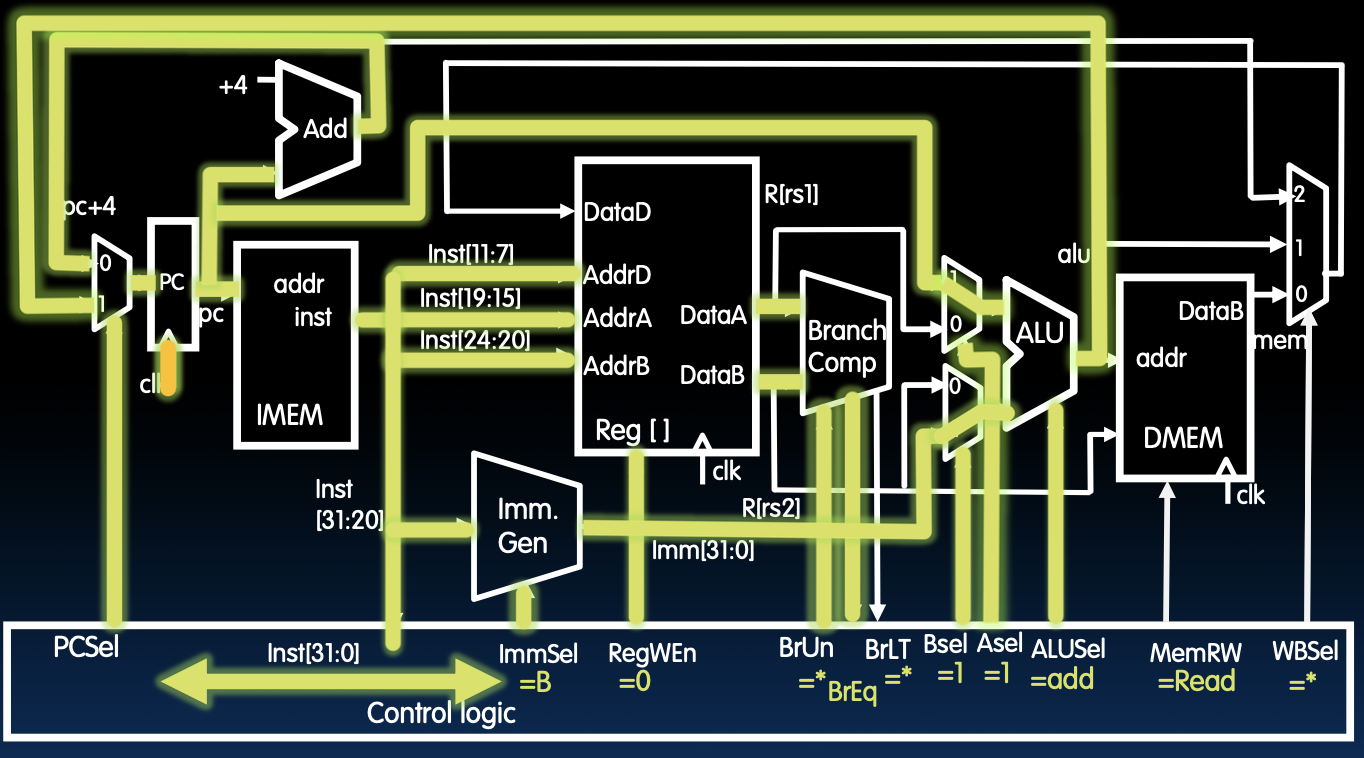 +4
Add
pc+4
0
1
PC
pc
addr
inst
IMEM
Inst[11:7]
Inst[19:15]
Inst[24:20]
DataD
AddrD
AddrA
AddrB
DataA
DataB
Reg [ ]
clk
R[rs1]
Branch
Comp
1
0
0
ALU
alu
DataB
addr
DMEM
clk
mem
2
1
0
Inst
[31:20]
Imm.
Gen
R[rs2]
Imm[31:0]
PCSel
Inst[31:0]
Control logic
ImmSel
=B
RegWEn
=0
BrUn
=*
BrEq
BrLT
=*
Bsel
=1
Asel
=1
ALUSel
=add
MemRW
=Read
WBSel
=*